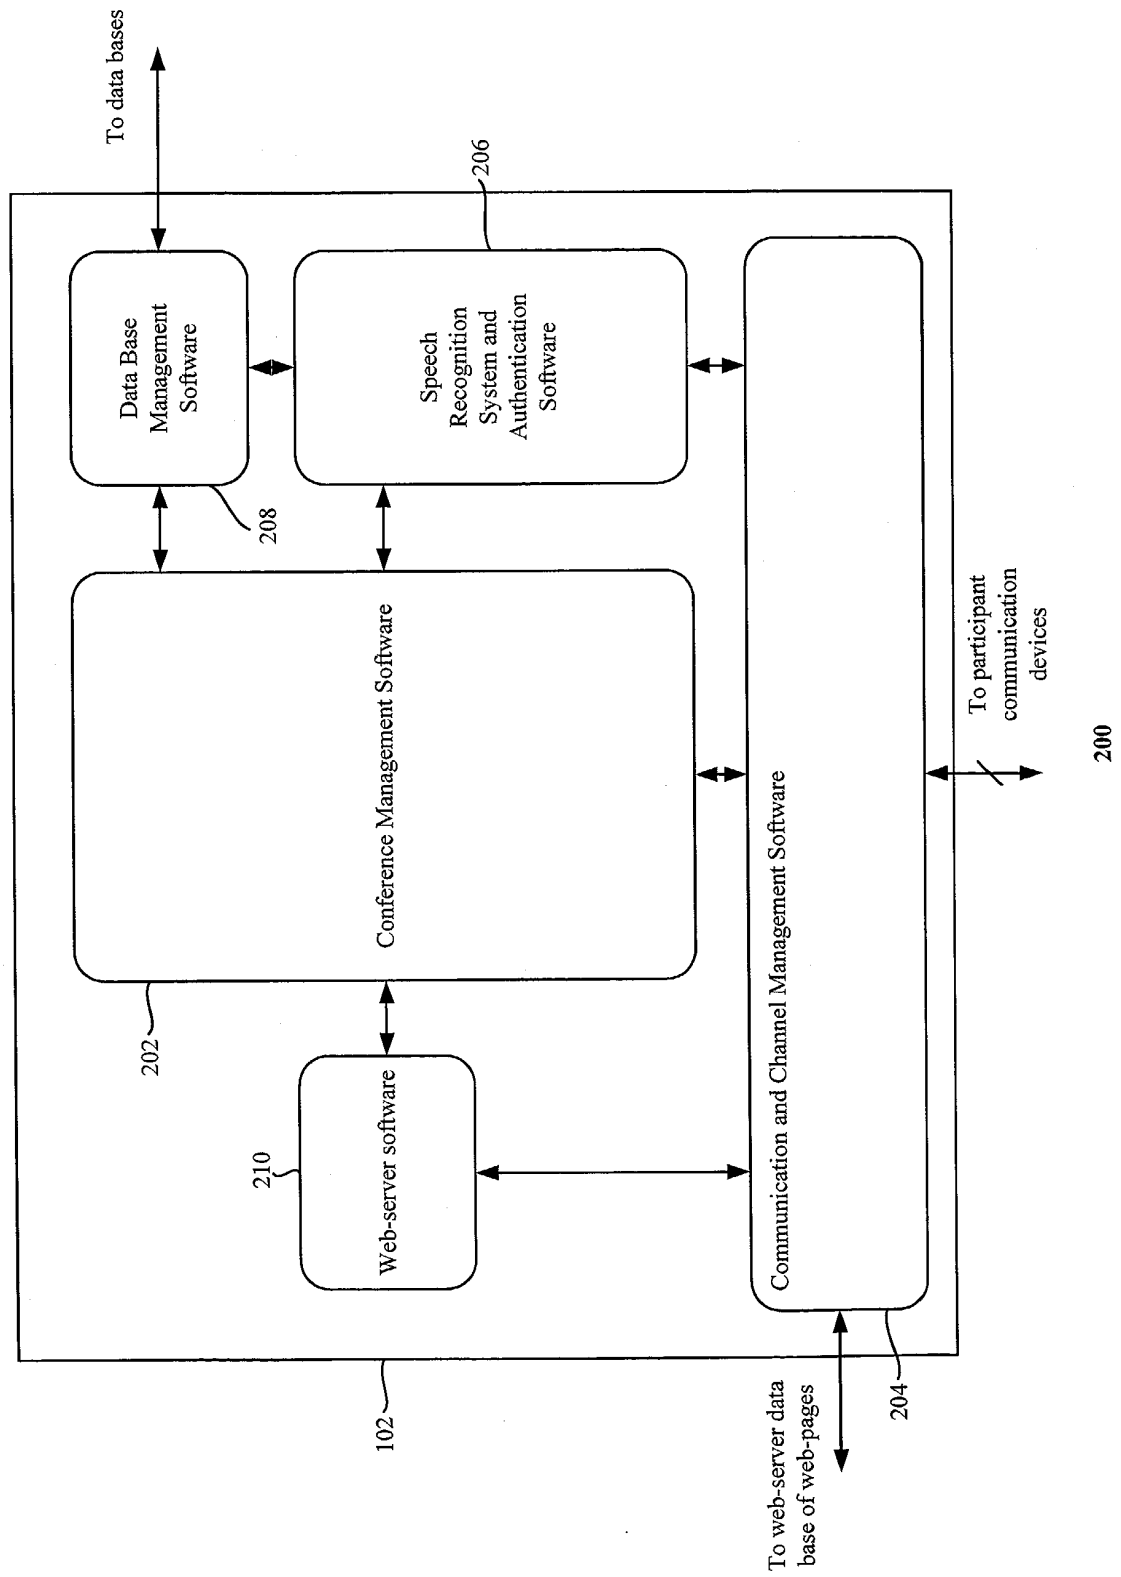 To data bases
Data Base
Management
Software
208
206
Speech
Recognition
System and
Authentication
Software
202
Conference Management Software
210
Web-server software
Communication and Channel Management Software
102
204
To web-server data
base of web-pages
To participant
communication
devices
200